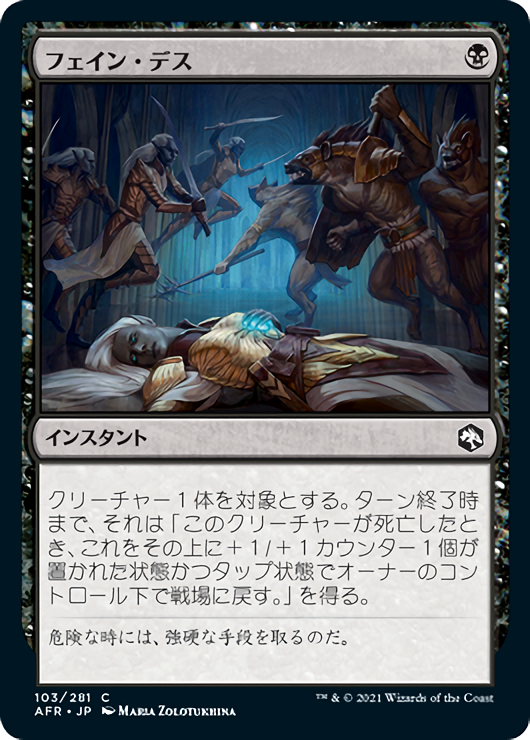 フェイン・デス
インスタント
クリーチャー１体を対象とする。ターン終了時
まで、それは「このクリーチャーが死亡したと
き、これをその上に＋１/＋１カウンター１個が
置かれた状態かつタップ状態でオーナーのコント
ロール下で戦場に戻す。」を得る。
危険な時には、強硬な手段を取るのだ。
103/281 C
AFR • JP Maria Zolotukhina
™ & © 2021 Wizards of the Coast